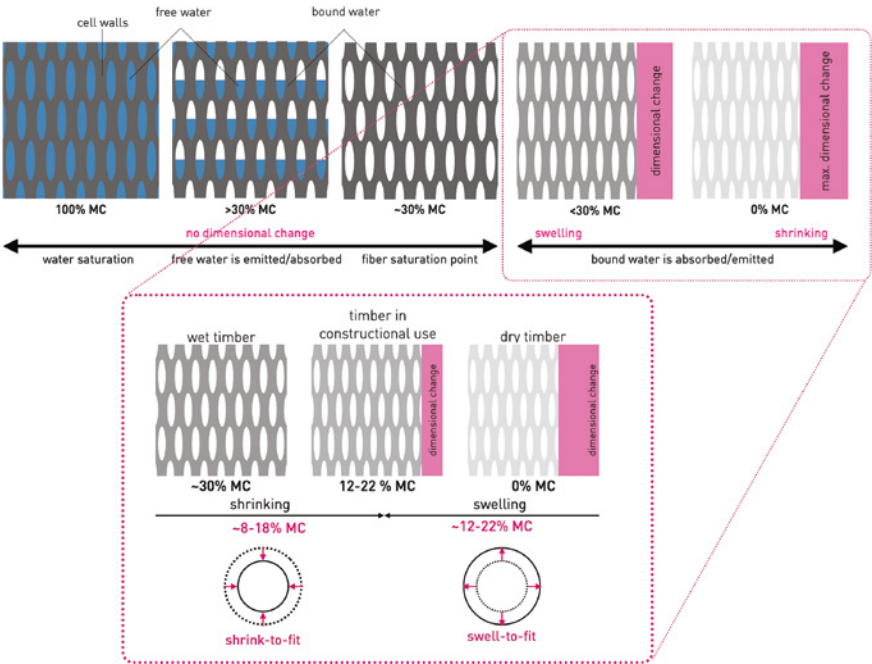 cell walls
free water
bound water
dimensional change
max. dimensional change
100% MC
>30% MC
~30% MC
<30% MC
0% MC
no dimensional change
swelling
shrinking
water saturation
free water is emitted/absorbed
fiber saturation point
bound water is absorbed/emitted
wet timber
timber in
constructional use
dry timber
dimensional change
dimensional change
~30% MC
12-22 % MC
0% MC
shrinking
swelling
~8-18% MC
~12-22% MC
shrink-to-fit
swell-to-fit